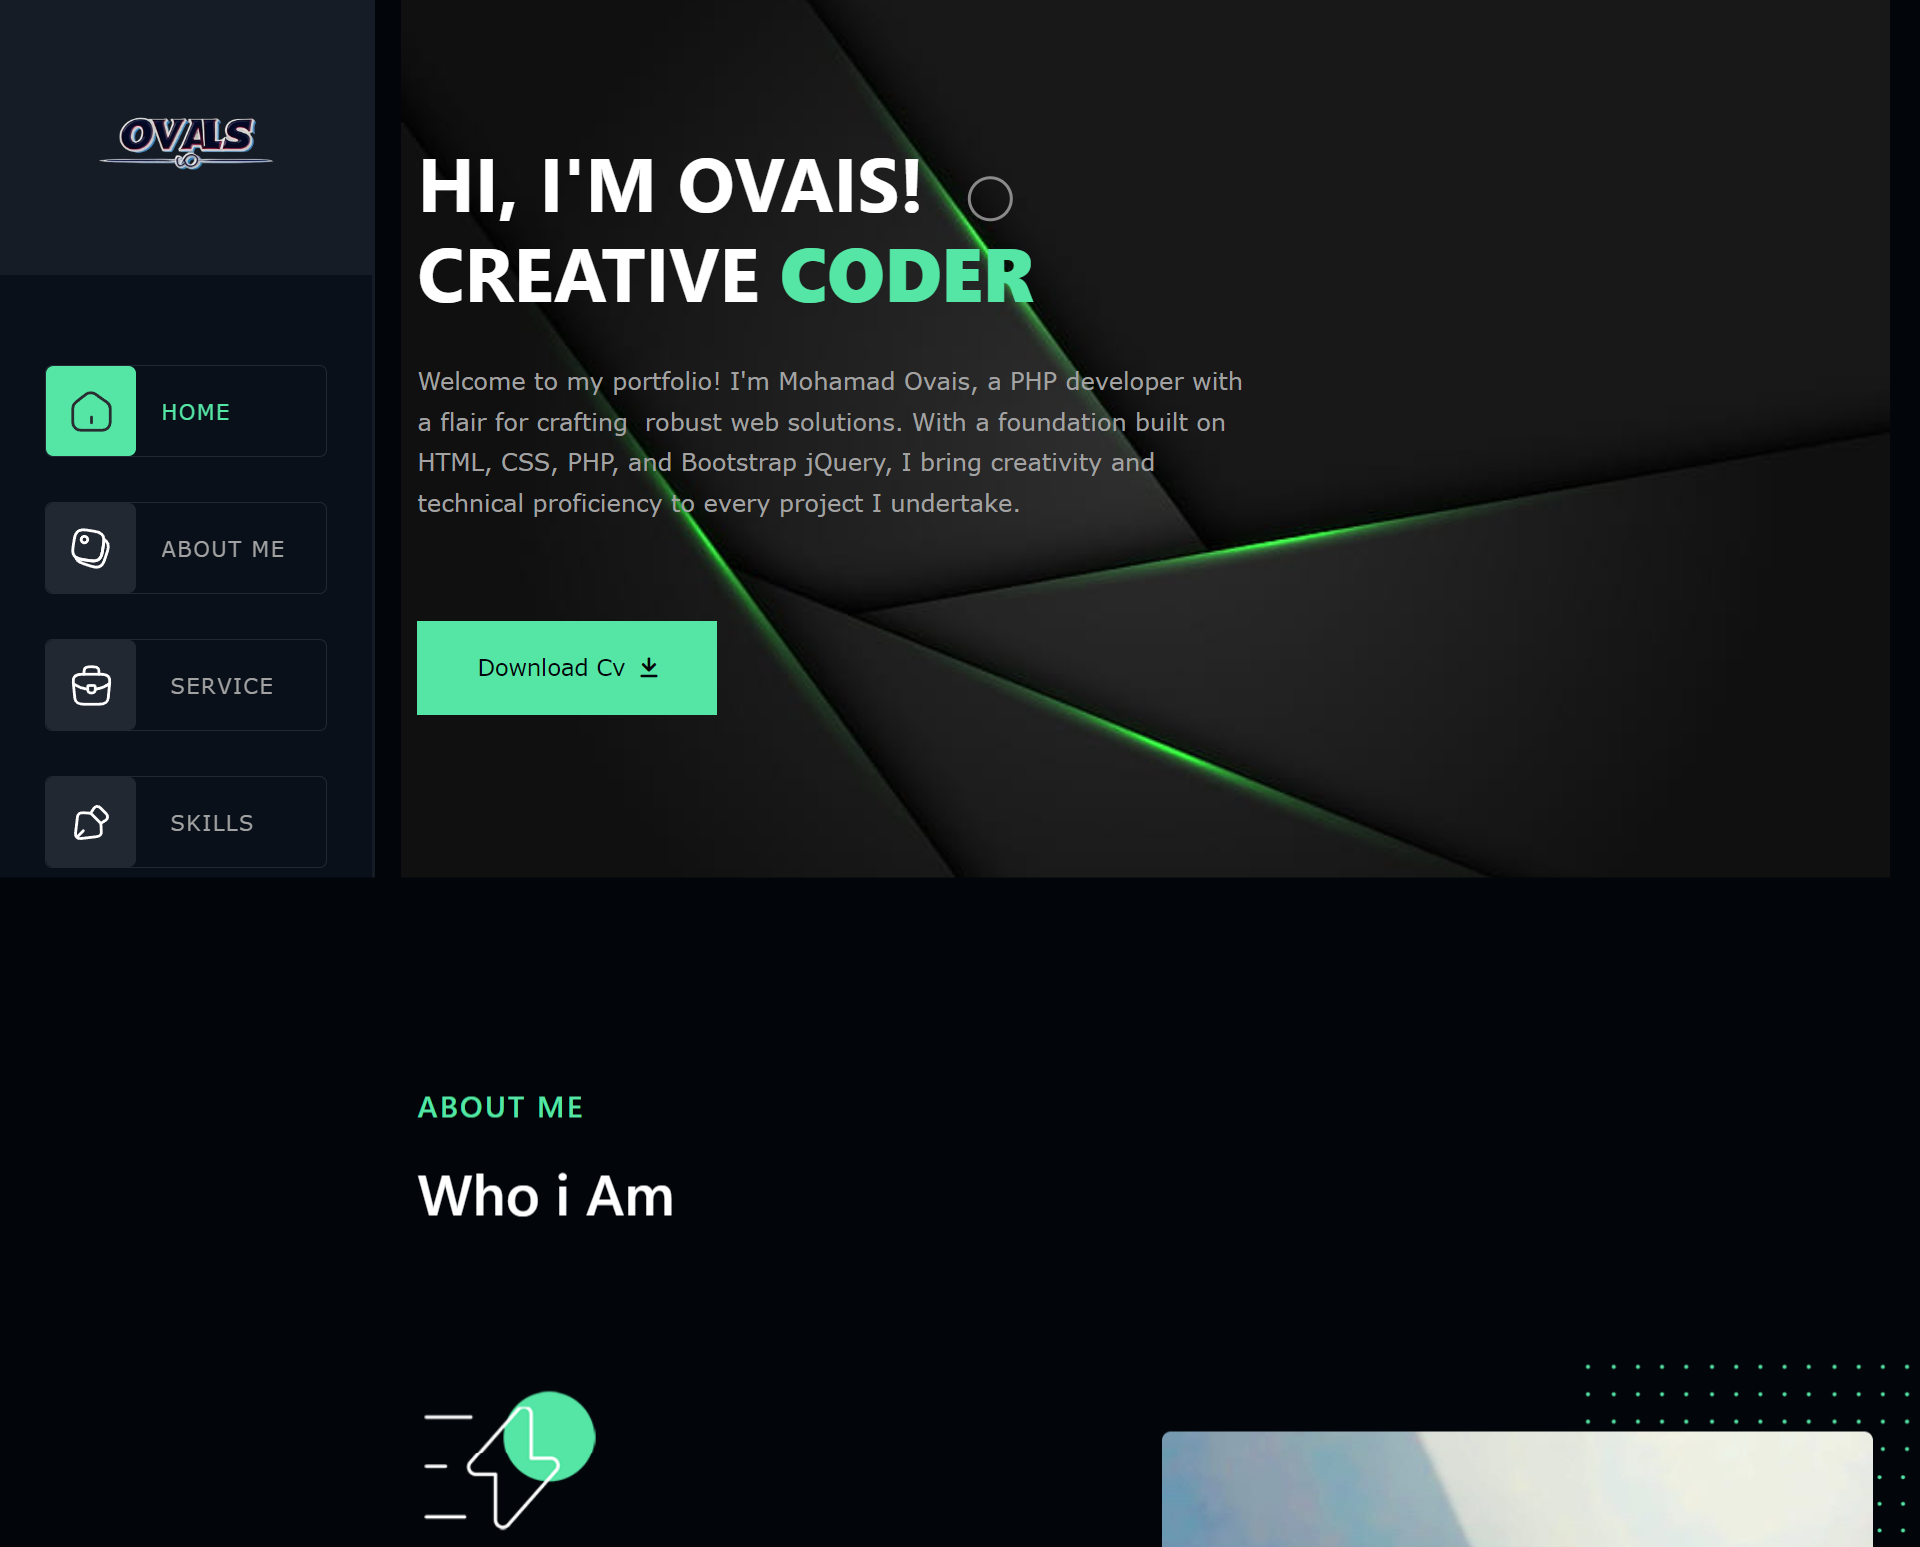 OVALS
HOME
ABOUT ME
SERVICE
SKILLS
HI, I'M OVAIS!
CREATIVE CODER
Welcome to my portfolio! I'm Mohamad Ovais, a PHP developer with
a flair for crafting robust web solutions. With a foundation built on
HTML, CSS, PHP, and Bootstrap jQuery, I bring creativity and
technical proficiency to every project I undertake.
Download Cv
ABOUT ME
Who i Am